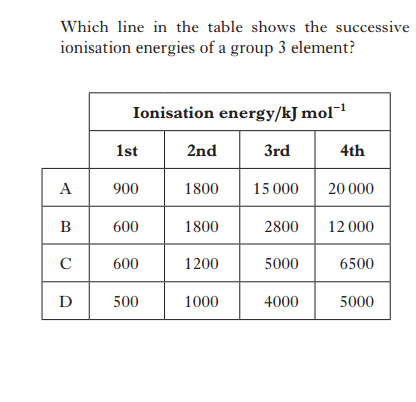 Which line in the table shows the successive
ionisation energies of a group 3 element?
Ionisation energy/kJ mol⁻¹
1st 2nd 3rd 4th
A 900 1800 15 000 20 000
B 600 1800 2800 12 000
C 600 1200 5000 6500
D 500 1000 4000 5000